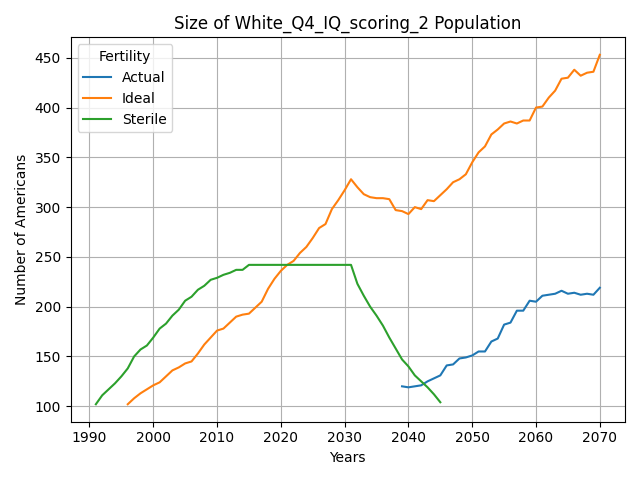 Size of White_Q4_IQ_scoring_2 Population
Fertility
Actual
Ideal
Sterile
Number of Americans
450
400
350
300
250
200
150
100
1990 2000 2010 2020 2030 2040 2050 2060 2070
Years